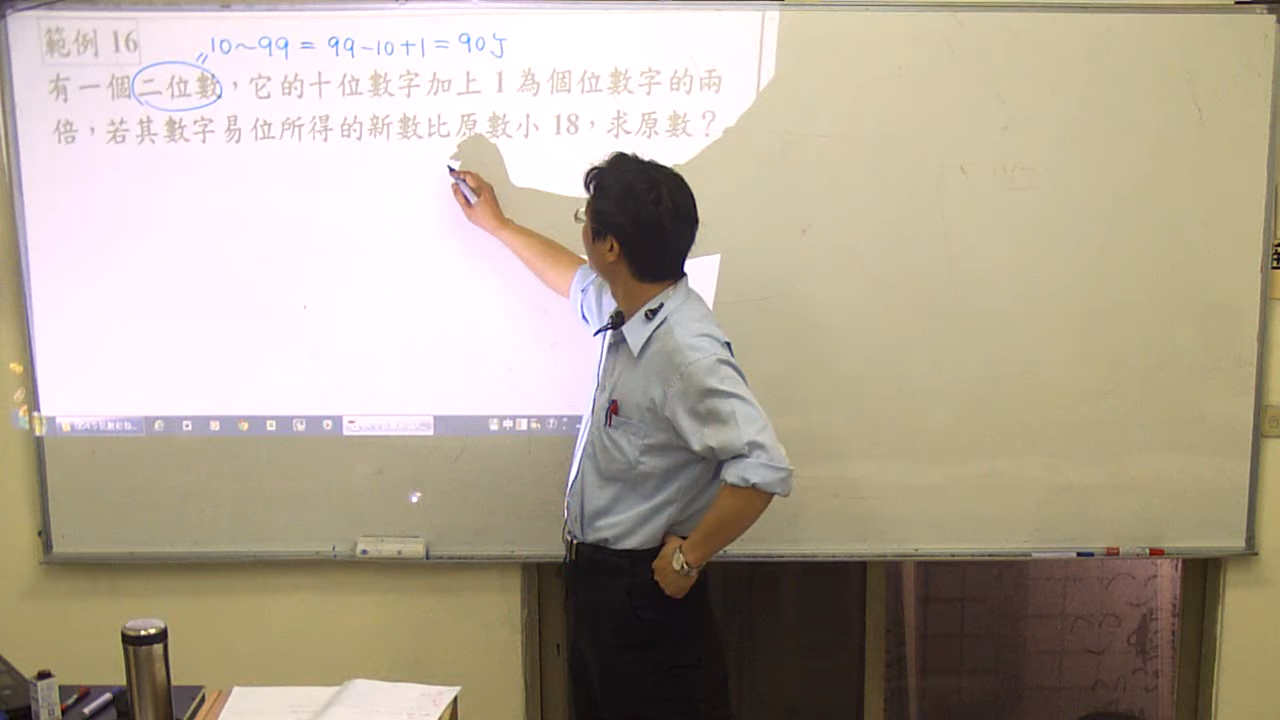 範例 16
10~99 = 99-10+1 = 90
有一個二位數，它的十位數字加上 1 為個位數字的兩
倍，若其數字易位所得的新數比原數小 18，求原數？
中